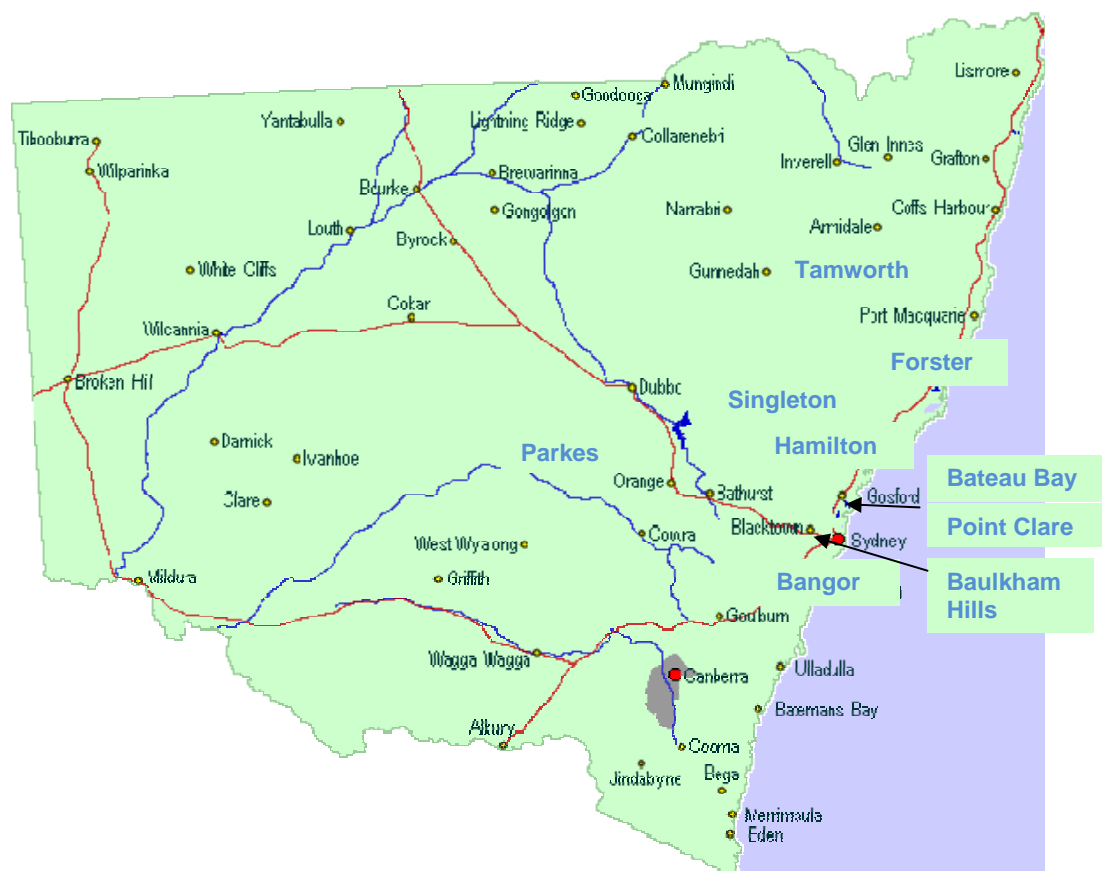 Lismore
Mungindi
Goodooga
Yantabulla
Lightning Ridge
Collarenebri
Tibooburra
Glen Innes
Inverell
Grafton
Wilparinka
Brewarinna
Bourke
Gongolgon
Narrabri
Coffs Harbour
Armidale
Louth
Byrock
White Cliffs
Gunnedah
Tamworth
Cobar
Port Macquarie
Wilcannia
Forster
Broken Hill
Dubbo
Singleton
Darnick
Hamilton
Parkes
Ivanhoe
Bateau Bay
Orange
Bathurst
Gosford
Clare
Point Clare
Blacktown
Cowra
Sydney
West Wyalong
Mildura
Griffith
Bangor
Baulkham
Hills
Goulburn
Wagga Wagga
Ulladulla
Canberra
Batemans Bay
Albury
Cooma
Jindabyne
Bega
Merrimbula
Eden